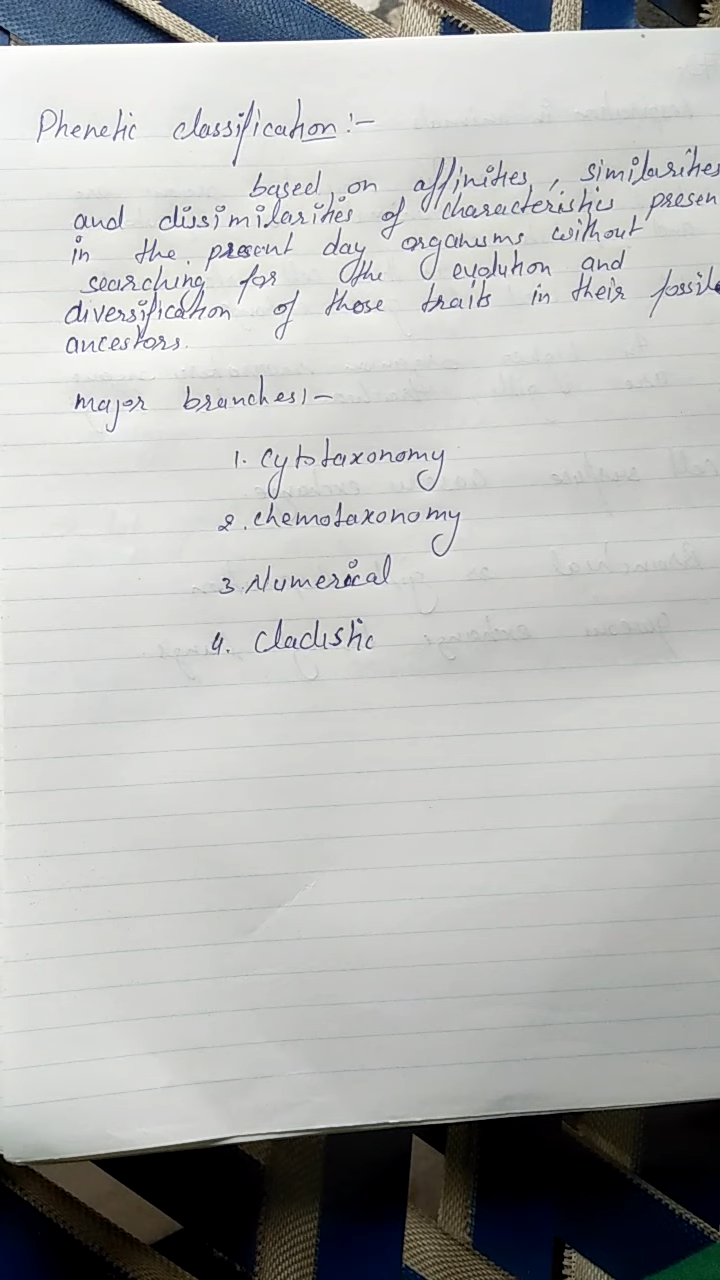 Phenetic classification :-
based on affinities, similarities
and dissimilarities of characteristics presen
in the present day organisms without
searching for the evolution and
diversification of those traits in their fossile
ancestors.
major branches :-
1. Cytotaxonomy
2. chemotaxonomy
3. Numerical
4. Cladistic